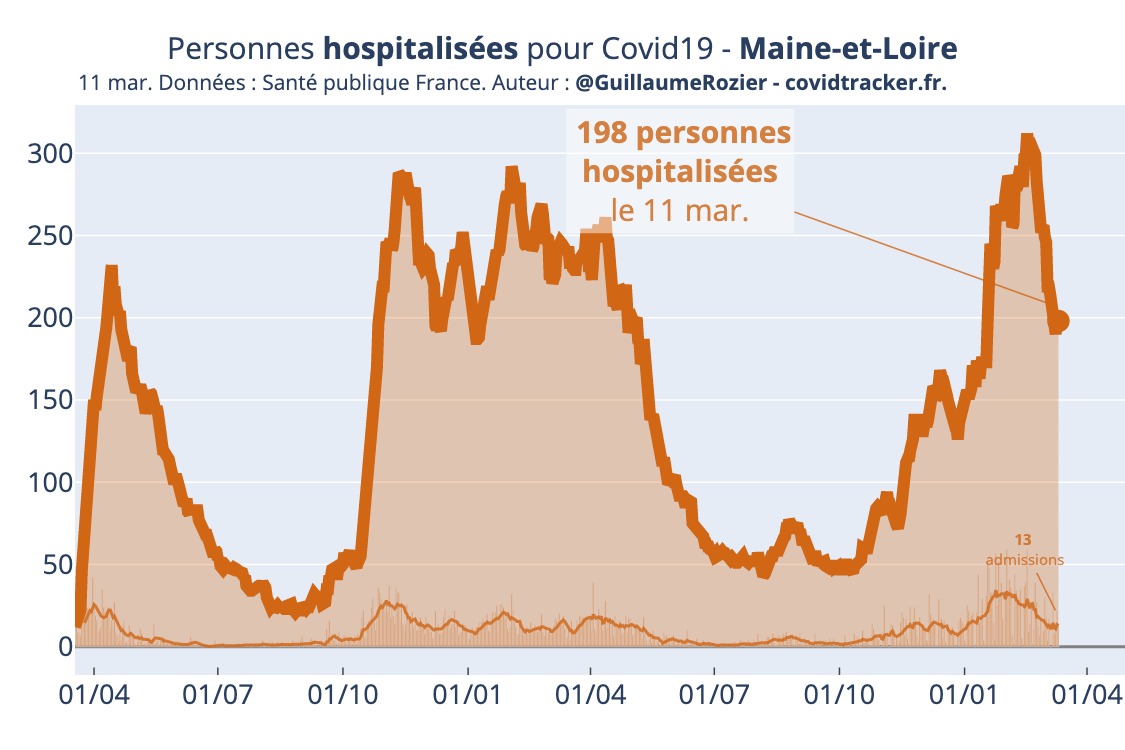 Personnes hospitalisées pour Covid19 - Maine-et-Loire
11 mar. Données : Santé publique France. Auteur : @GuillaumeRozier - covidtracker.fr.
198 personnes
hospitalisées
le 11 mar.
300
250
200
150
100
50
0
13
admissions
01/04
01/07
01/10
01/01
01/04
01/07
01/10
01/01
01/04